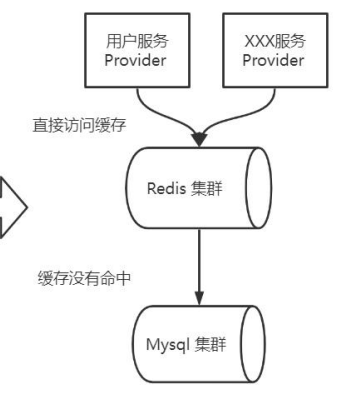 用户服务
Provider
XXX服务
Provider
直接访问缓存
Redis 集群
缓存没有命中
Mysql 集群